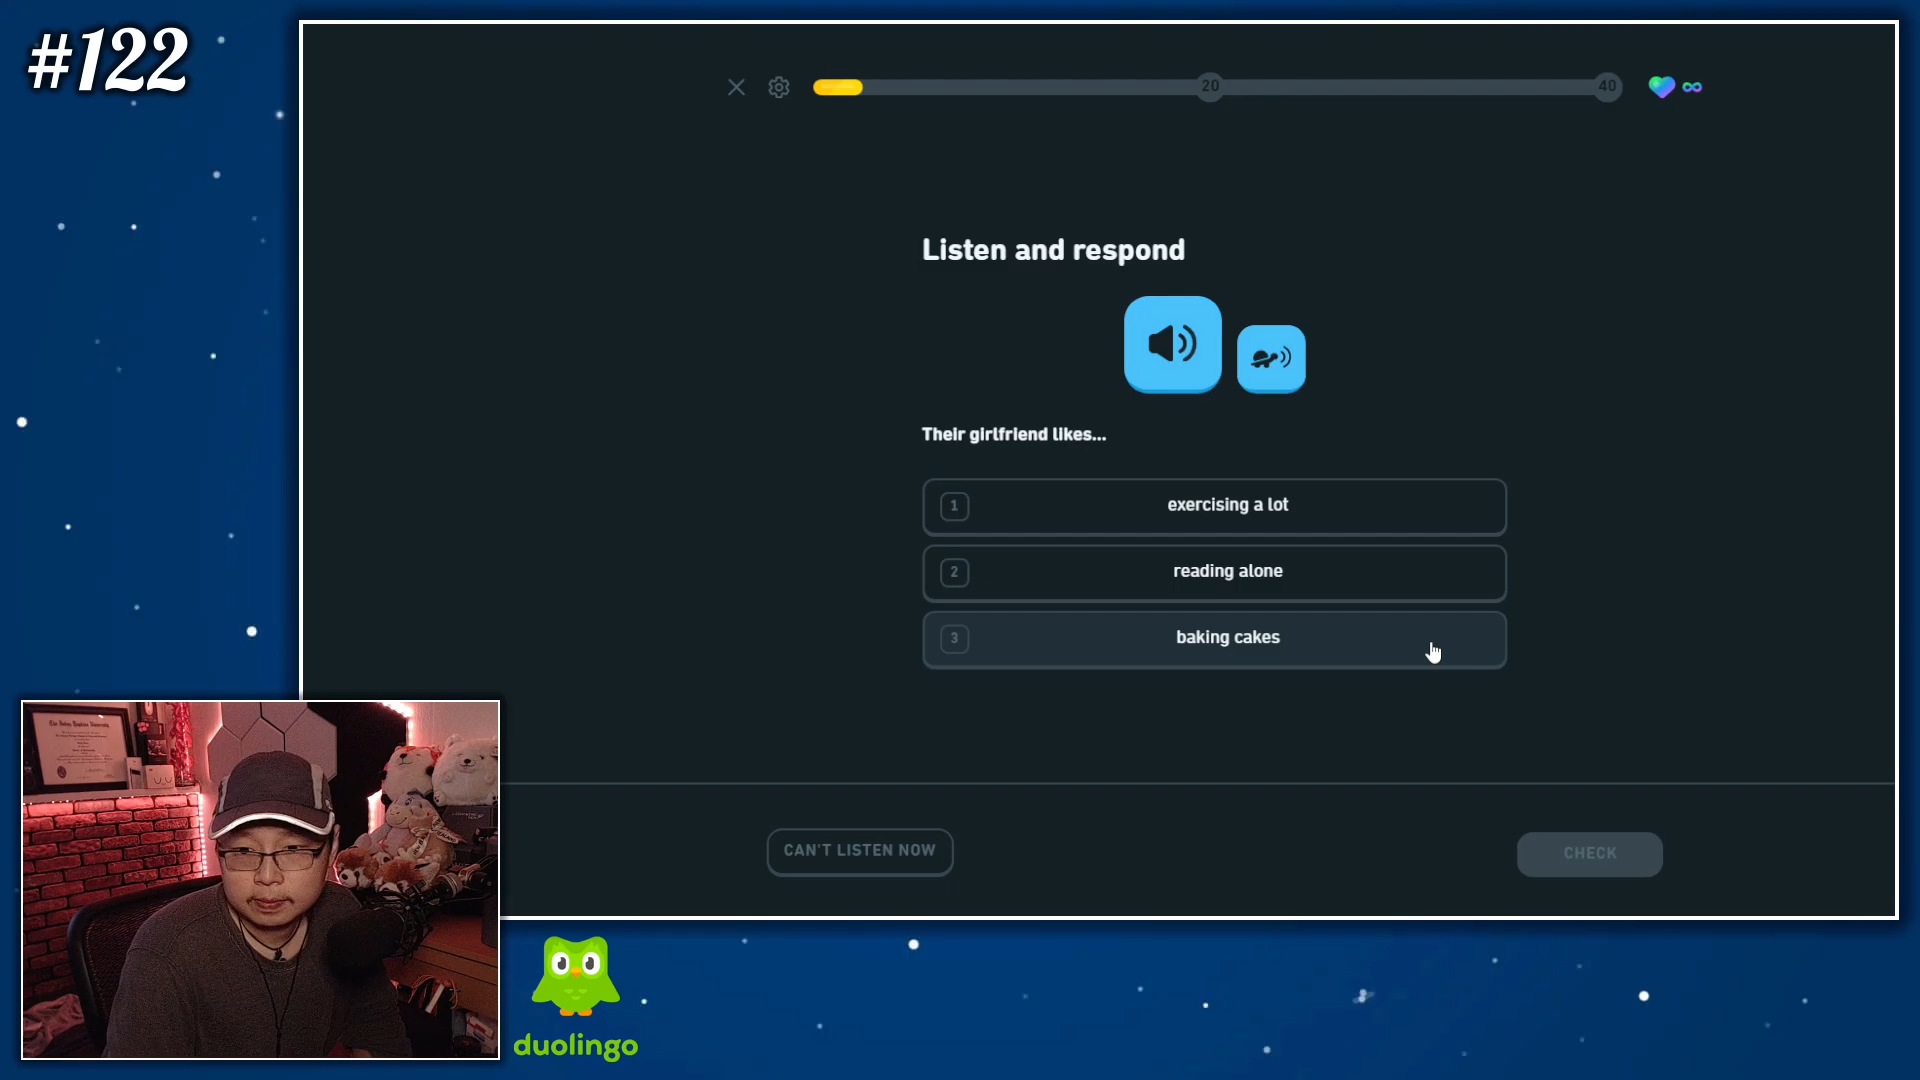 #122
20
40
Listen and respond
Their girlfriend likes...
1 exercising a lot
2 reading alone
3 baking cakes
CAN'T LISTEN NOW
CHECK
duolingo